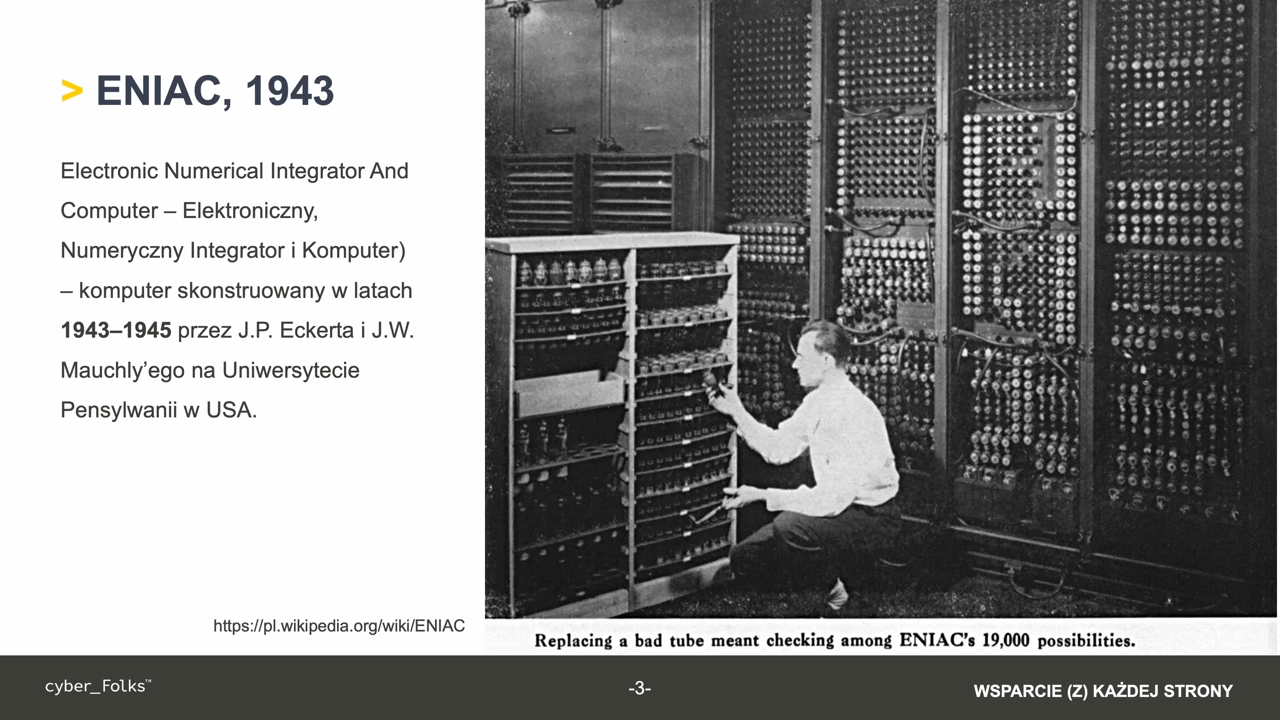 > ENIAC, 1943
Electronic Numerical Integrator And
Computer – Elektroniczny,
Numeryczny Integrator i Komputer)
– komputer skonstruowany w latach
1943–1945 przez J.P. Eckerta i J.W.
Mauchly’ego na Uniwersytecie
Pensylwanii w USA.
https://pl.wikipedia.org/wiki/ENIAC
Replacing a bad tube meant checking among ENIAC's 19,000 possibilities.
cyber_Folks™
-3-
WSPARCIE (Z) KAŻDEJ STRONY